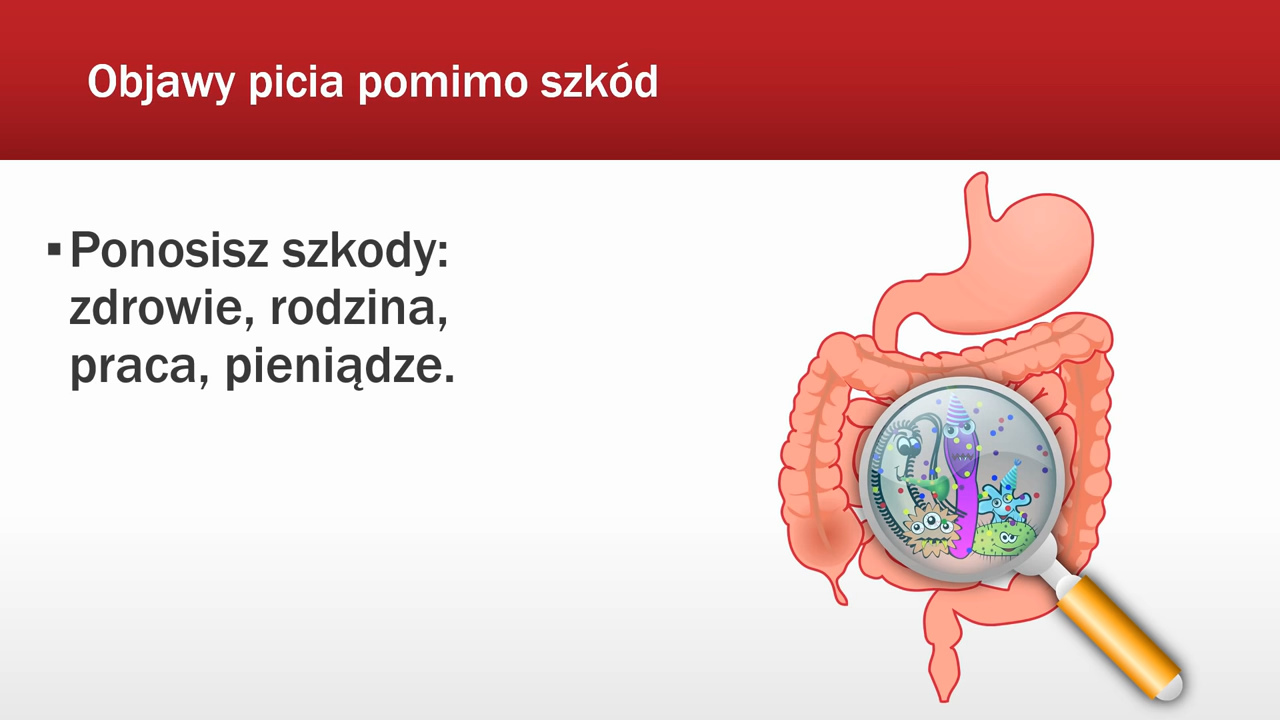 Objawy picia pomimo szkód
▪ Ponosisz szkody:
zdrowie, rodzina,
praca, pieniądze.